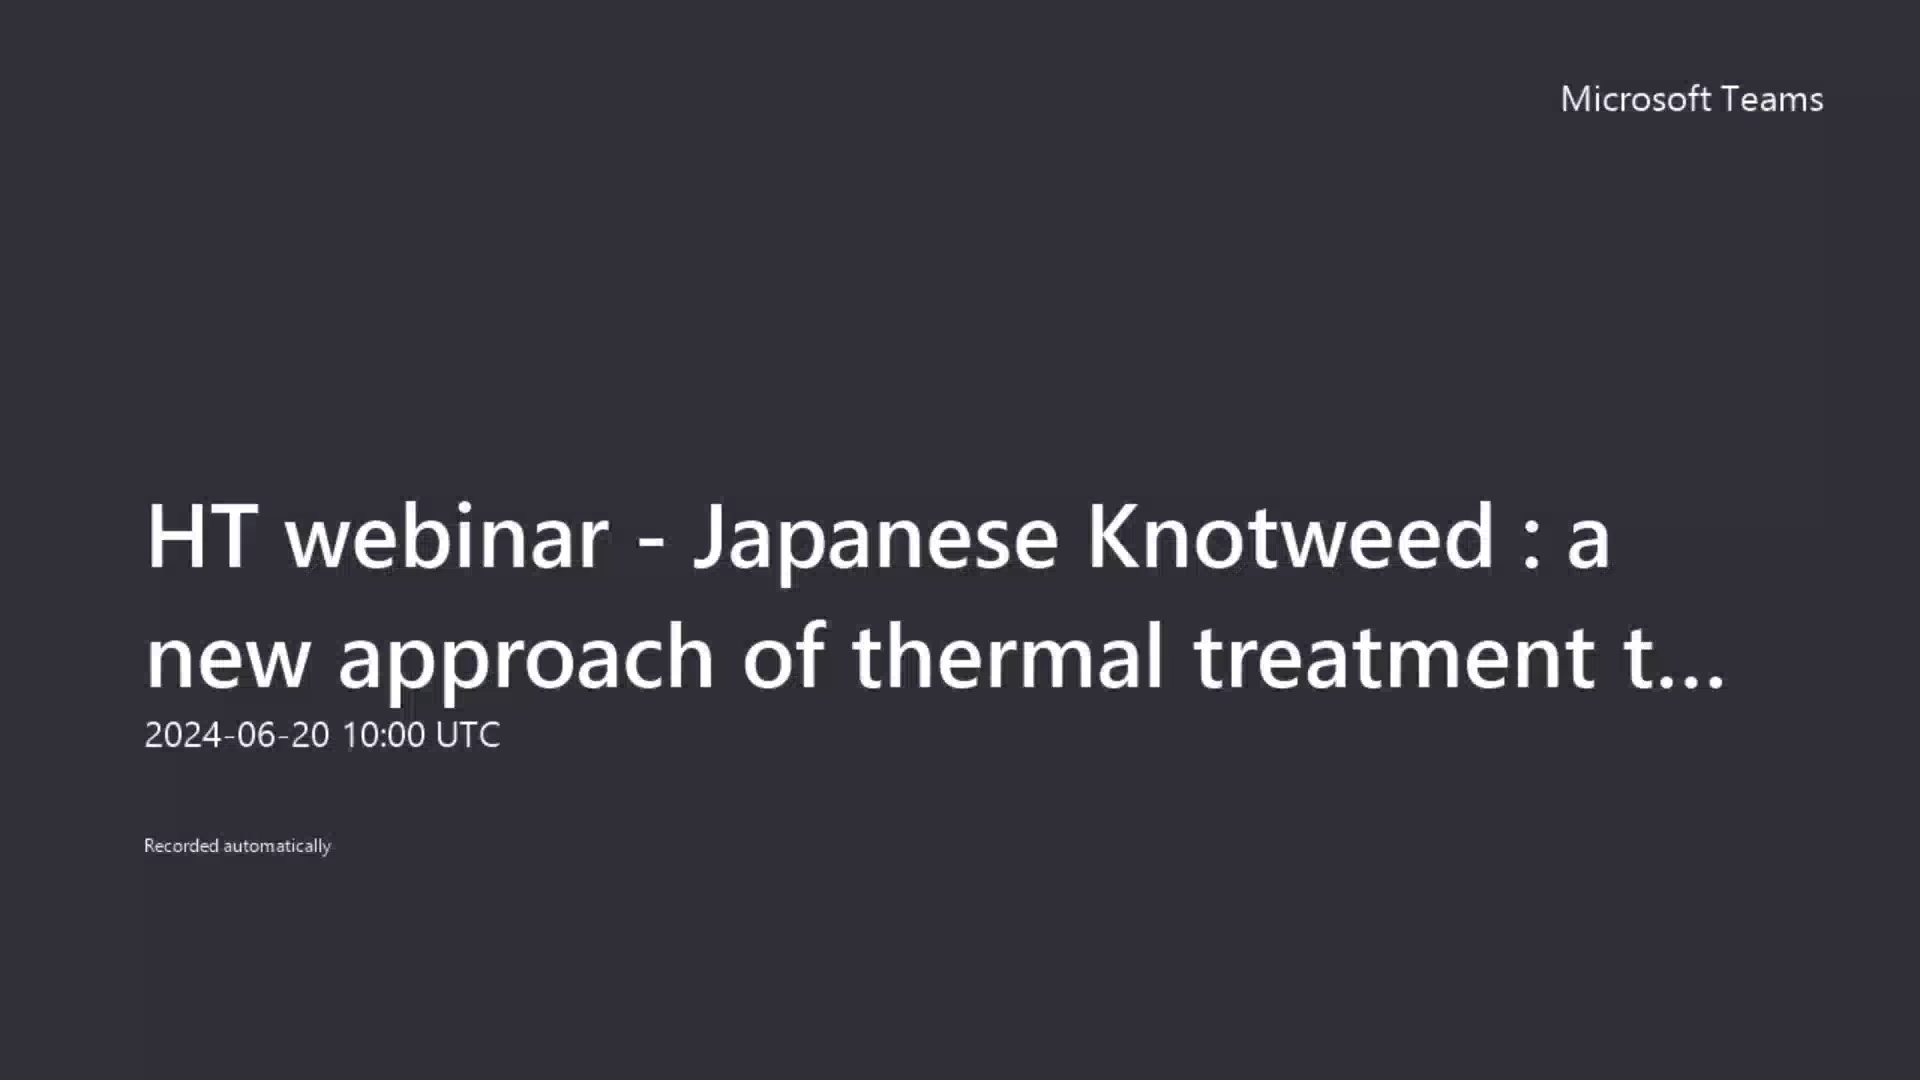 Microsoft Teams
HT webinar - Japanese Knotweed : a
new approach of thermal treatment t...
2024-06-20 10:00 UTC
Recorded automatically